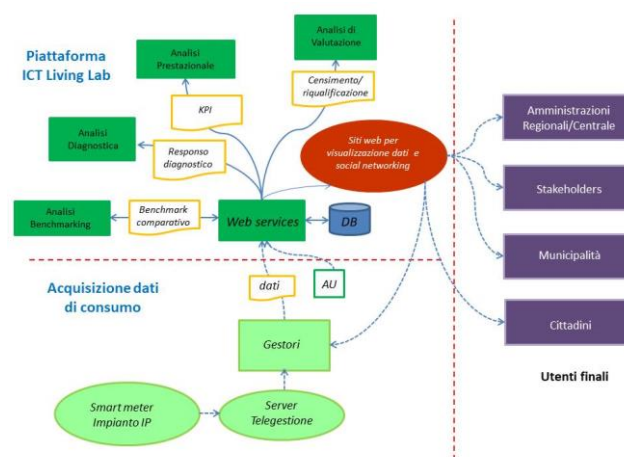 Piattaforma
ICT Living Lab
Analisi
Prestazionale
Analisi di
Valutazione
KPI
Censimento/
riqualificazione
Analisi
Diagnostica
Responso
diagnostico
Siti web per
visualizzazione dati e
social networking
Analisi
Benchmarking
Benchmark
comparativo
Web services
DB
Amministrazioni
Regionali/Centrale
Stakeholders
Municipalità
Cittadini
Utenti finali
Acquisizione dati
di consumo
dati
AU
Gestori
Smart meter
Impianto IP
Server
Telegestione